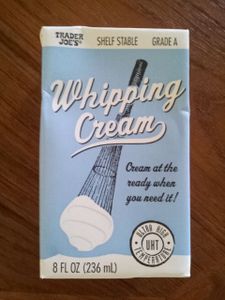 TRADER JOE'S® SHELF STABLE GRADE A
Whipping
Cream
Cream at the
ready when
you need it!
ULTRA HIGH
UHT
TEMPERATURE
8 FL OZ (236 mL)